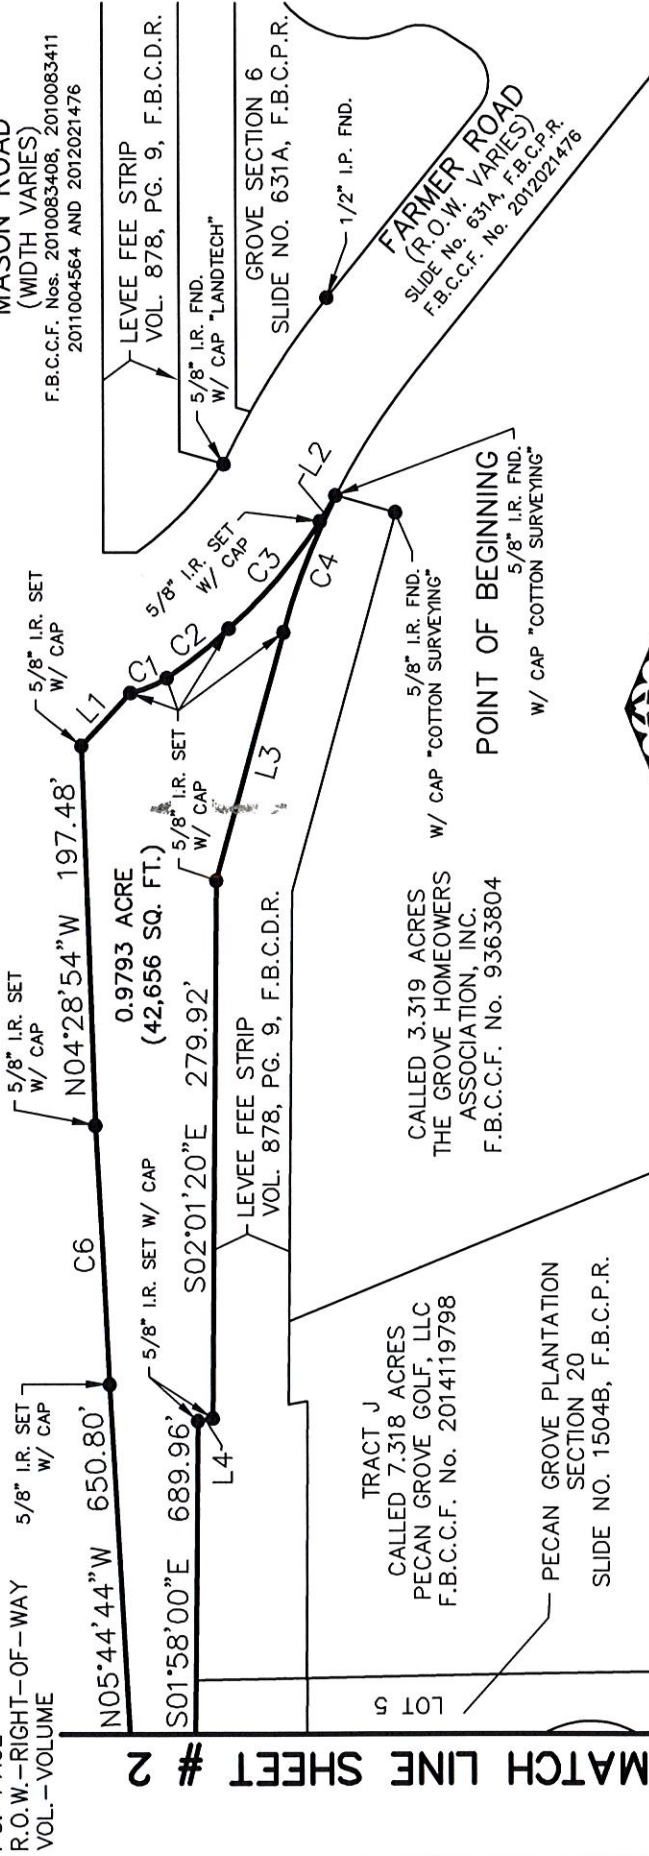 R.O.W.-RIGHT-OF-WAY
VOL.-VOLUME
MASON ROAD
(WIDTH VARIES)
F.B.C.C.F. Nos. 2010083408, 2010083411
2011004564 AND 2012021476
LEVEE FEE STRIP
VOL. 878, PG. 9, F.B.C.D.R.
5/8" I.R. FND.
W/ CAP "LANDTECH"
GROVE SECTION 6
SLIDE NO. 631A, F.B.C.P.R.
1/2" I.P. FND.
FARMER ROAD
(R.O.W. VARIES)
SLIDE No. 631A, F.B.C.P.R.
F.B.C.C.F. No. 2012021476
N05°44'44"W 650.80'
5/8" I.R. SET
W/ CAP
C6
5/8" I.R. SET
W/ CAP
N04°28'54"W 197.48'
5/8" I.R. SET
W/ CAP
L1
C1
C2
5/8" I.R. SET
W/ CAP
C3
L2
C4
0.9793 ACRE
(42,656 SQ. FT.)
5/8" I.R. SET
W/ CAP
L3
S01°58'00"E 689.96'
L4
5/8" I.R. SET W/ CAP
S02°01'20"E 279.92'
LEVEE FEE STRIP
VOL. 878, PG. 9, F.B.C.D.R.
5/8" I.R. FND.
W/ CAP "COTTON SURVEYING"
POINT OF BEGINNING
5/8" I.R. FND.
W/ CAP "COTTON SURVEYING"
CALLED 3.319 ACRES
THE GROVE HOMEOWERS
ASSOCIATION, INC.
F.B.C.C.F. No. 9363804
TRACT J
CALLED 7.318 ACRES
PECAN GROVE GOLF, LLC
F.B.C.C.F. No. 2014119798
LOT 5
PECAN GROVE PLANTATION
SECTION 20
SLIDE NO. 1504B, F.B.C.P.R.
MATCH LINE SHEET # 2